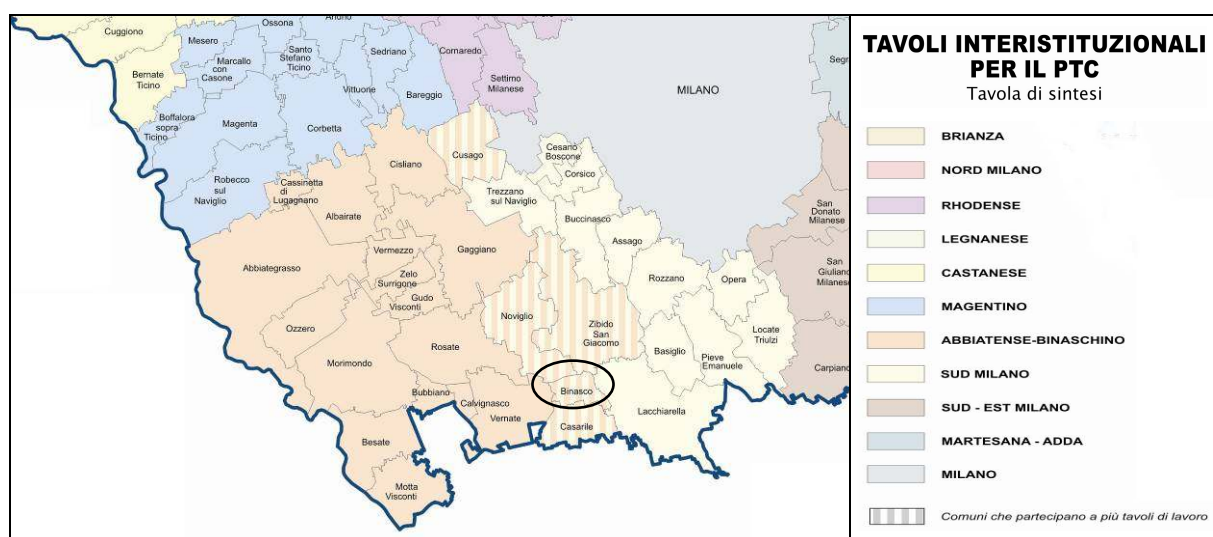 Cuggiono
Ossona
Mesero
Marcallo
con
Casone
Santo
Stefano
Ticino
Sedriano
Cornaredo
Settimo
Milanese
Bernate
Ticino
Vittuone
Bareggio
MILANO
Boffalora
sopra
Ticino
Magenta
Corbetta
Cusago
Cesano
Boscone
Cisliano
Corsico
Robecco
sul
Naviglio
Cassinetta
di
Lugagnano
Trezzano
sul Naviglio
San
Donato
Milanese
Albairate
Buccinasco
Assago
Vermezzo
Gaggiano
Abbiategrasso
Rozzano
Opera
San
Giuliano
Milanese
Zelo
Surrigone
Gudo
Visconti
Ozzero
Noviglio
Zibido
San
Giacomo
Locate
Triulzi
Rosate
Basiglio
Pieve
Emanuele
Morimondo
Carpiano
Bubbiano
Binasco
Calvignasco
Lacchiarella
Vernate
Casarile
Besate
Motta
Visconti
TAVOLI INTERISTITUZIONALI
PER IL PTC
Tavola di sintesi
BRIANZA
NORD MILANO
RHODENSE
LEGNANESE
CASTANESE
MAGENTINO
ABBIATENSE-BINASCHINO
SUD MILANO
SUD - EST MILANO
MARTESANA - ADDA
MILANO
Comuni che partecipano a più tavoli di lavoro